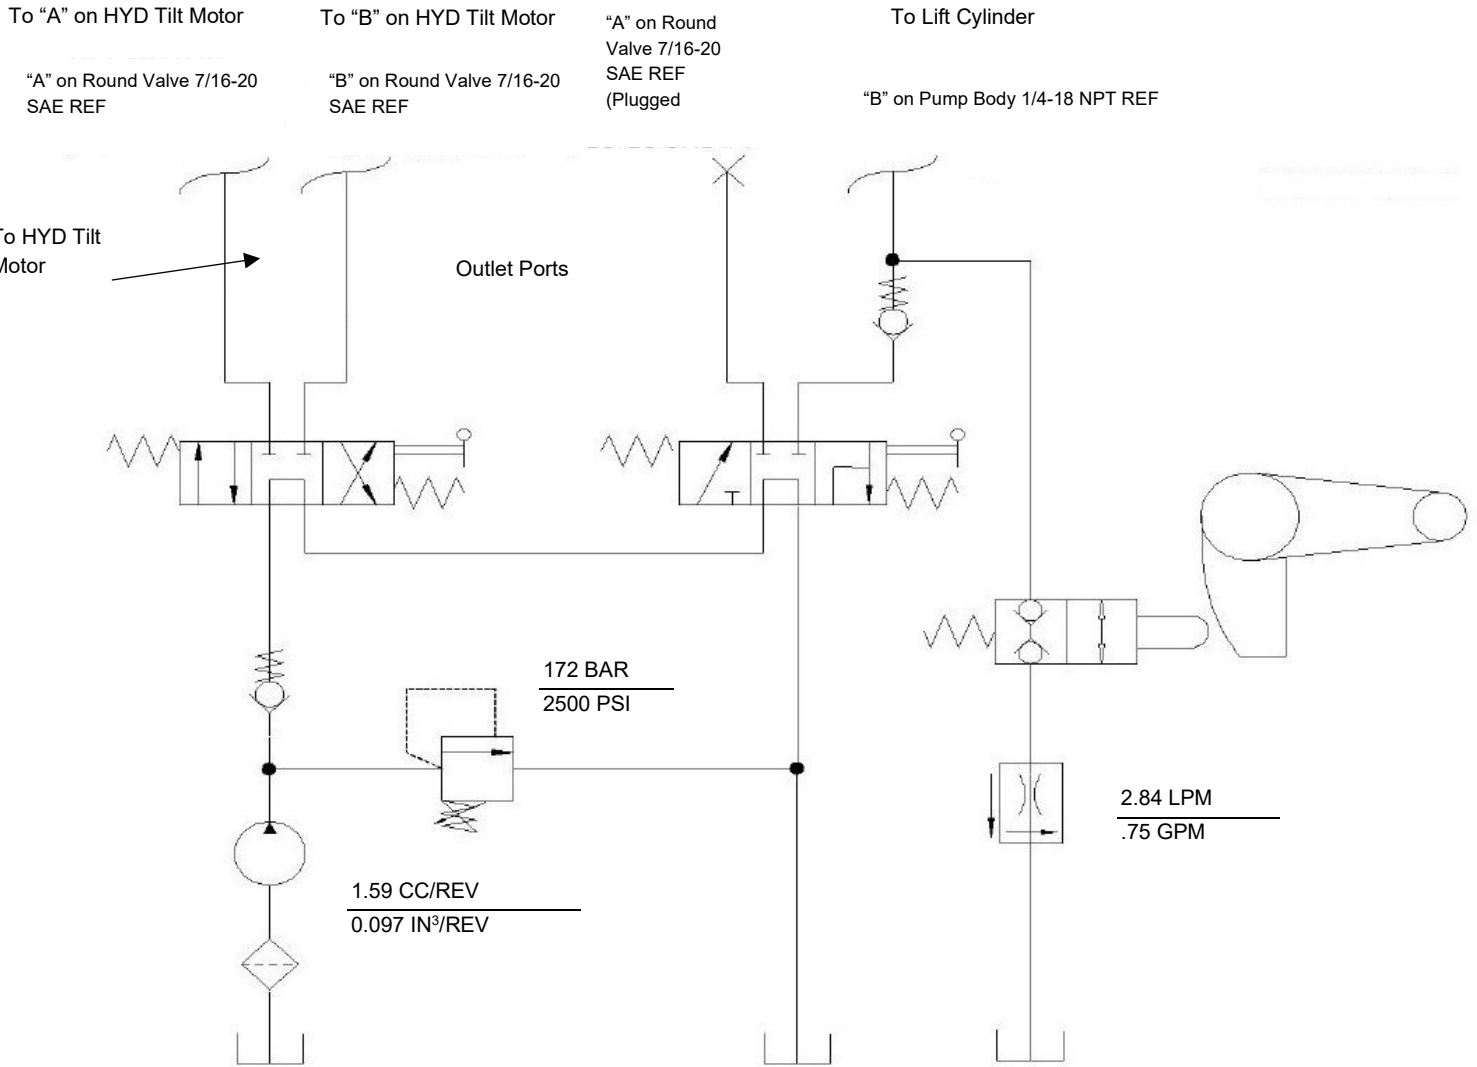 To “A” on HYD Tilt Motor
To “B” on HYD Tilt Motor
“A” on Round
Valve 7/16-20
SAE REF
(Plugged
To Lift Cylinder
“A” on Round Valve 7/16-20
SAE REF
“B” on Round Valve 7/16-20
SAE REF
“B” on Pump Body 1/4-18 NPT REF
To HYD Tilt
Motor
Outlet Ports
172 BAR
2500 PSI
2.84 LPM
.75 GPM
1.59 CC/REV
0.097 IN³/REV